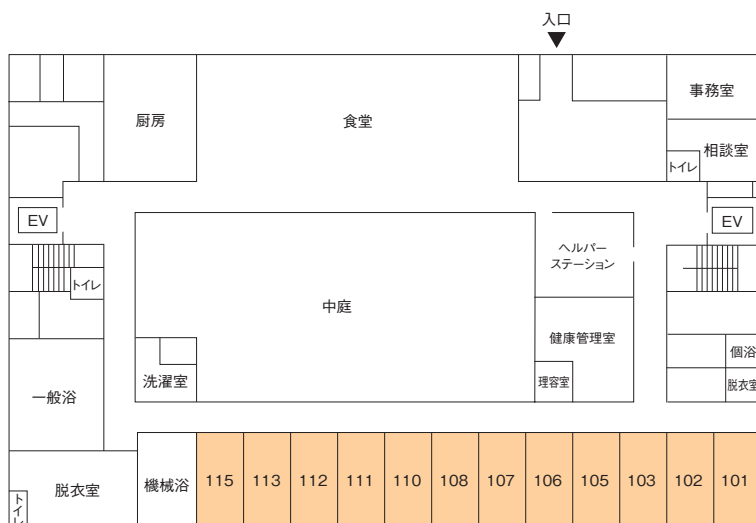 入口
事務室
厨房
食堂
相談室
トイレ
EV
EV
ヘルパー
ステーション
トイレ
中庭
健康管理室
個浴
洗濯室
理容室
脱衣室
一般浴
脱衣室
機械浴
115
113
112
111
110
108
107
106
105
103
102
101
トイレ